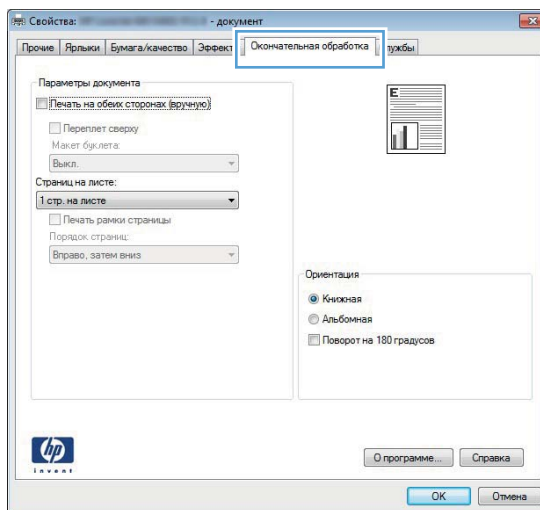 Свойства: - документ
Прочие Ярлыки Бумага/качество Эффект Окончательная обработка лужбы
Параметры документа
Печать на обеих сторонах (вручную)
Переплет сверху
Макет буклета:
Выкл.
Страниц на листе:
1 стр. на листе
Печать рамки страницы
Порядок страниц:
Вправо, затем вниз
E
Ориентация
Книжная
Альбомная
Поворот на 180 градусов
hp
invent
О программе... Справка
OK Отмена